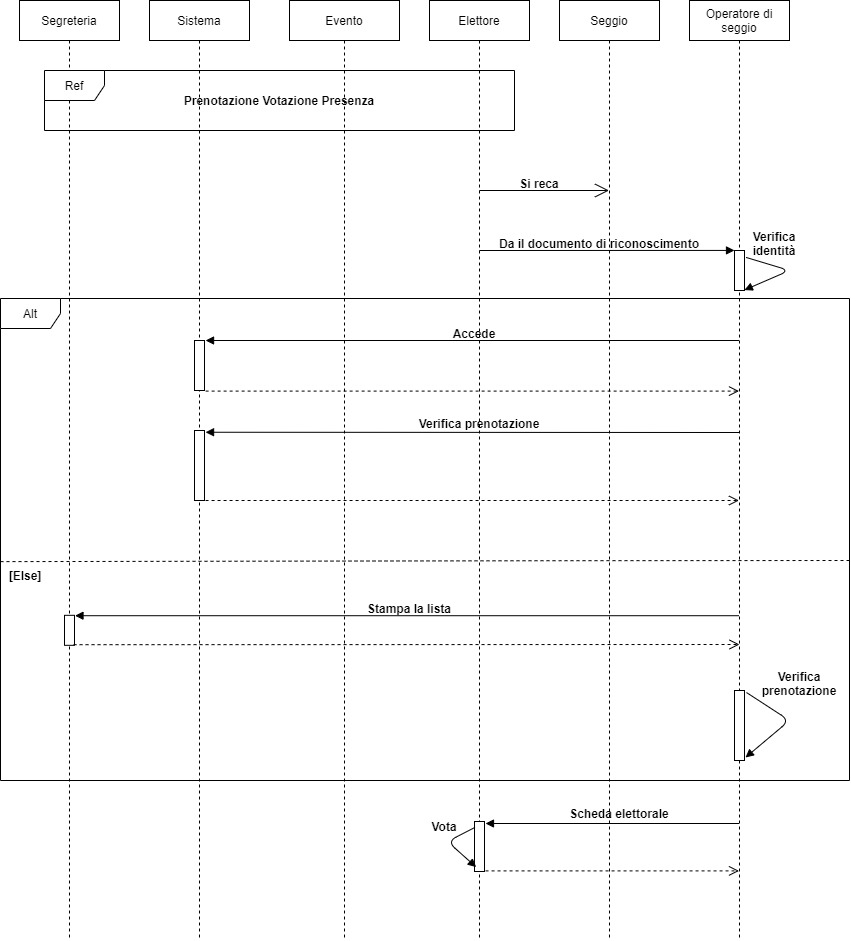 Segreteria
Sistema
Evento
Elettore
Seggio
Operatore di
seggio
Ref
Prenotazione Votazione Presenza
Si reca
Da il documento di riconoscimento
Verifica
identità
Alt
Accede
Verifica prenotazione
[Else]
Stampa la lista
Verifica
prenotazione
Scheda elettorale
Vota